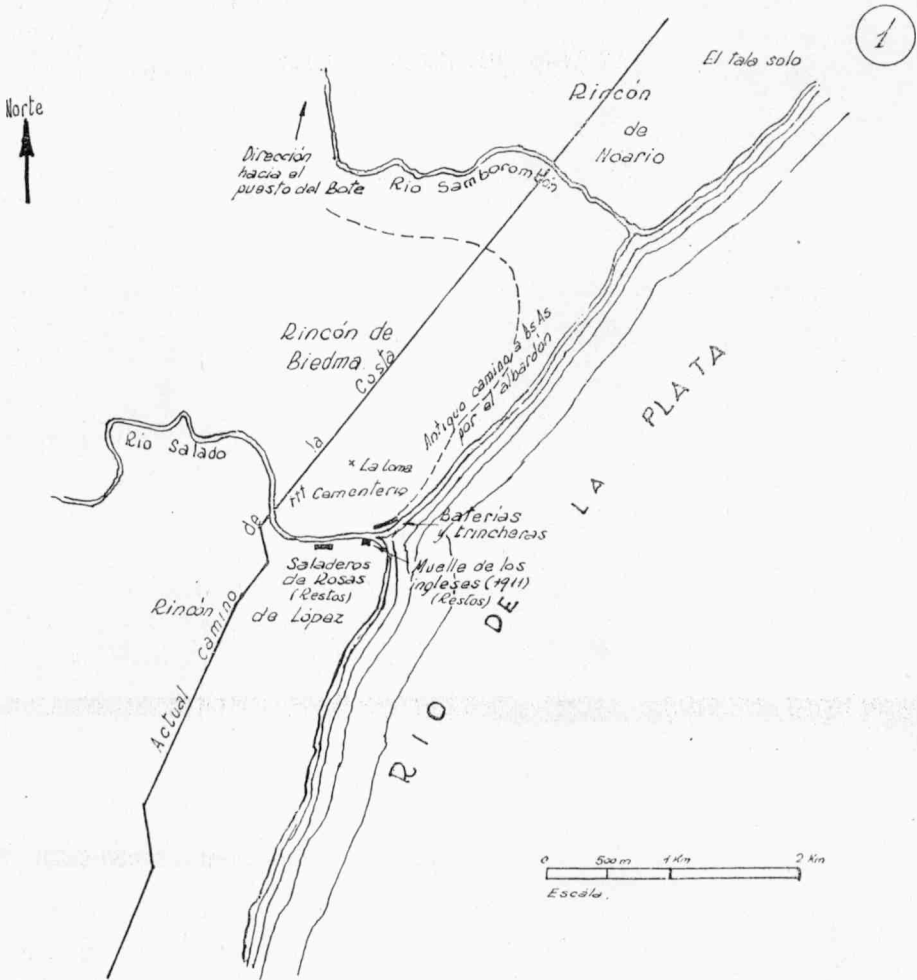 1
Norte
El tala solo
Rincón
de
Noario
Dirección
hacia el
puesto del Bote
Rio Samborombón
Rincón de
Biedma
Antiguo camino a Bs As
por el albardón
Rio Salado
x La loma
ttt Cementerio
Baterías
y trincheras
Saladeros
de Rosas
(Restos)
Muelle de los
ingleses (1911)
(Restos)
Rincón
de López
Actual camino de la Costa
RIO DE LA PLATA
0 500 m 1 Km 2 Km
Escala.